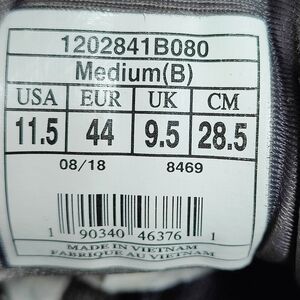 1202841B080
Medium(B)
USA EUR UK CM
11.5 44 9.5 28.5
08/18 8469
1 90340 46376 1
MADE IN VIETNAM
FABRIQUE AU VIETNAM